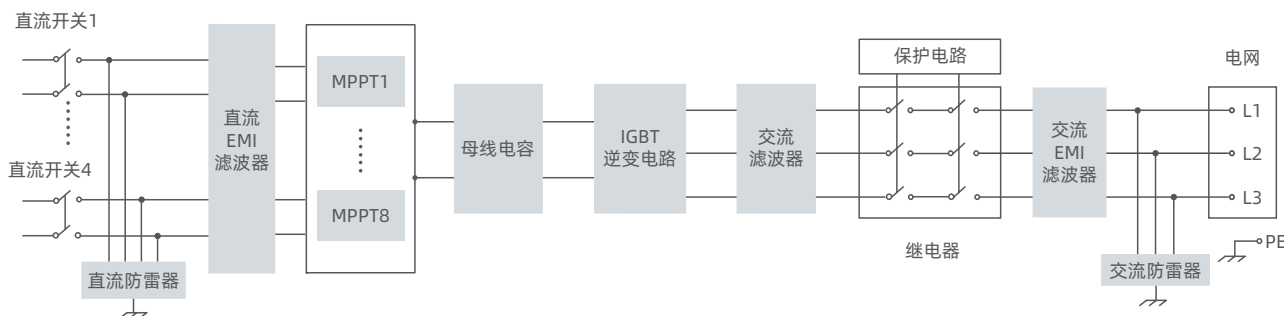 直流开关1
直流开关4
直流防雷器
直流
EMI
滤波器
MPPT1
MPPT8
母线电容
IGBT
逆变电路
交流
滤波器
保护电路
继电器
交流
EMI
滤波器
交流防雷器
电网
L1
L2
L3
PE